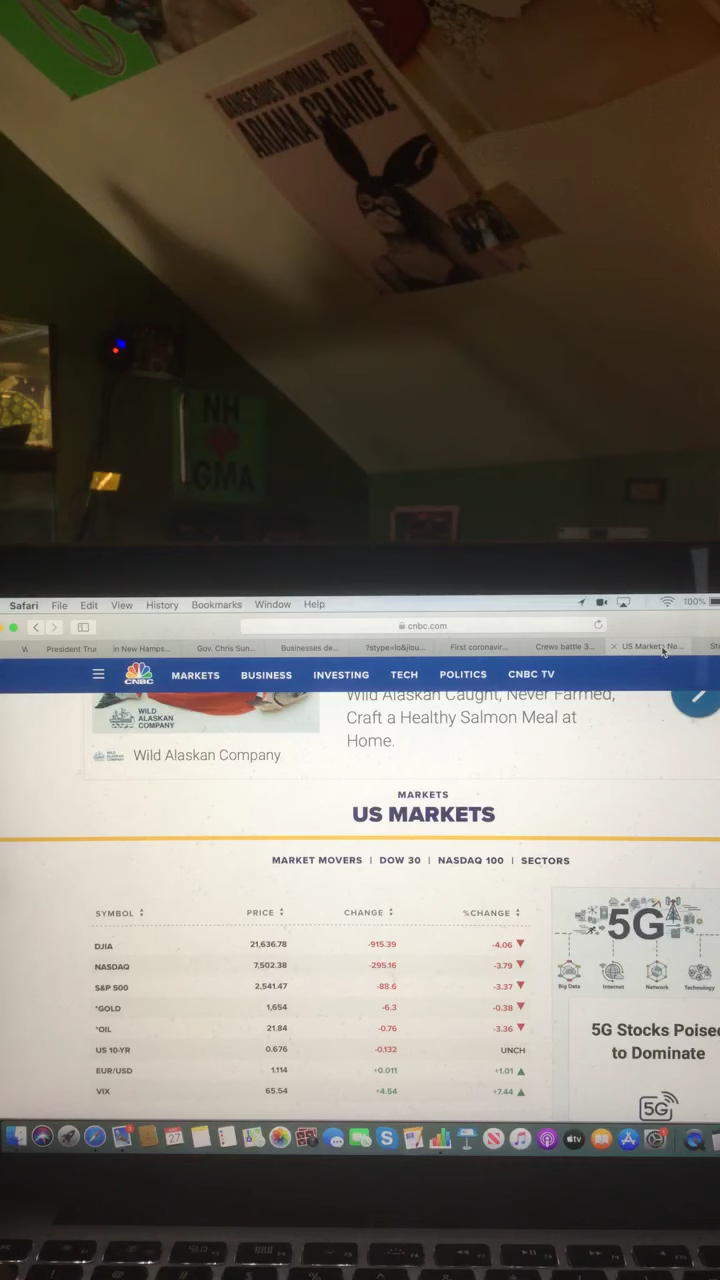 DANGEROUS WOMAN TOUR
ARIANA GRANDE
NH
GMA
Safari File Edit View History Bookmarks Window Help 100%
cnbc.com
President Tru in New Hamps... Gov. Chris Sun... Businesses de... ?stype=lo&jlou... First coronavir... Crews battle 3... US Markets Ne...
CNBC MARKETS BUSINESS INVESTING TECH POLITICS CNBC TV
Wild Alaskan Caught, Never Farmed,
Craft a Healthy Salmon Meal at
Home.
WILD
ALASKAN
COMPANY
Wild Alaskan Company
MARKETS
US MARKETS
MARKET MOVERS | DOW 30 | NASDAQ 100 | SECTORS
SYMBOL PRICE CHANGE %CHANGE
DJIA 21,636.78 -915.39 -4.06
NASDAQ 7,502.38 -295.16 -3.79
S&P 500 2,541.47 -88.6 -3.37
*GOLD 1,654 -6.3 -0.38
*OIL 21.84 -0.76 -3.36
US 10-YR 0.676 -0.132 UNCH
EUR/USD 1.114 +0.011 +1.01
VIX 65.54 +4.54 +7.44
5G
Big Data Internet Network Technology
5G Stocks Poised
to Dominate
5G
27
tv